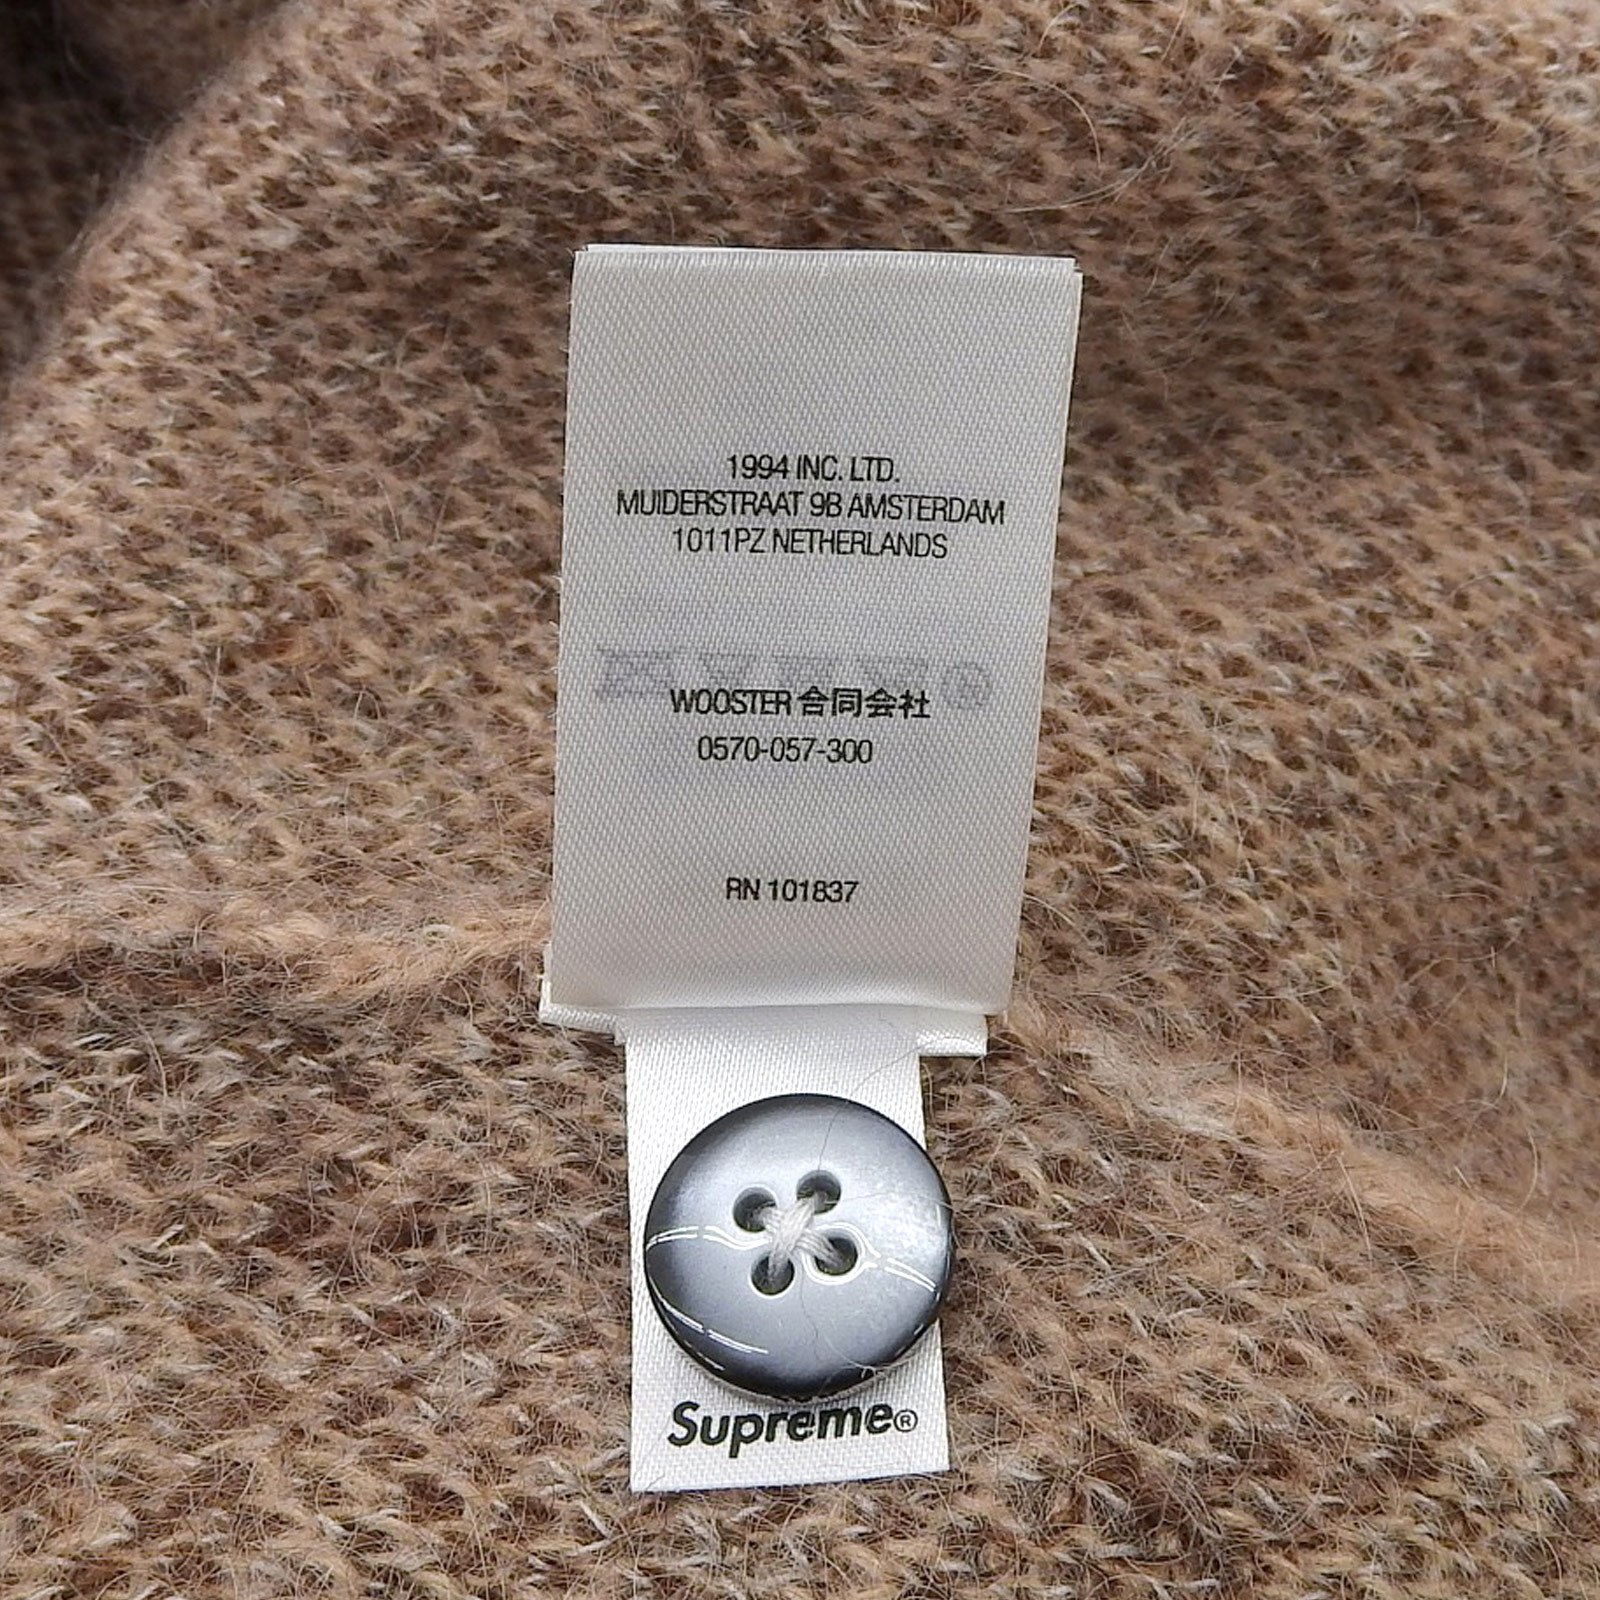 1994 INC. LTD.
MUIDERSTRAAT 9B AMSTERDAM
1011PZ NETHERLANDS
WOOSTER 合同会社
0570-057-300
RN 101837
Supreme®